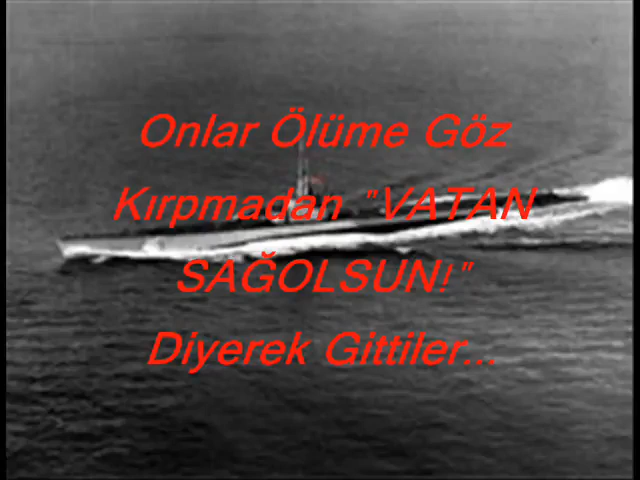 Onlar Ölüme Göz
Kırpmadan "VATAN
SAĞOLSUN!"
Diyerek Gittiler...